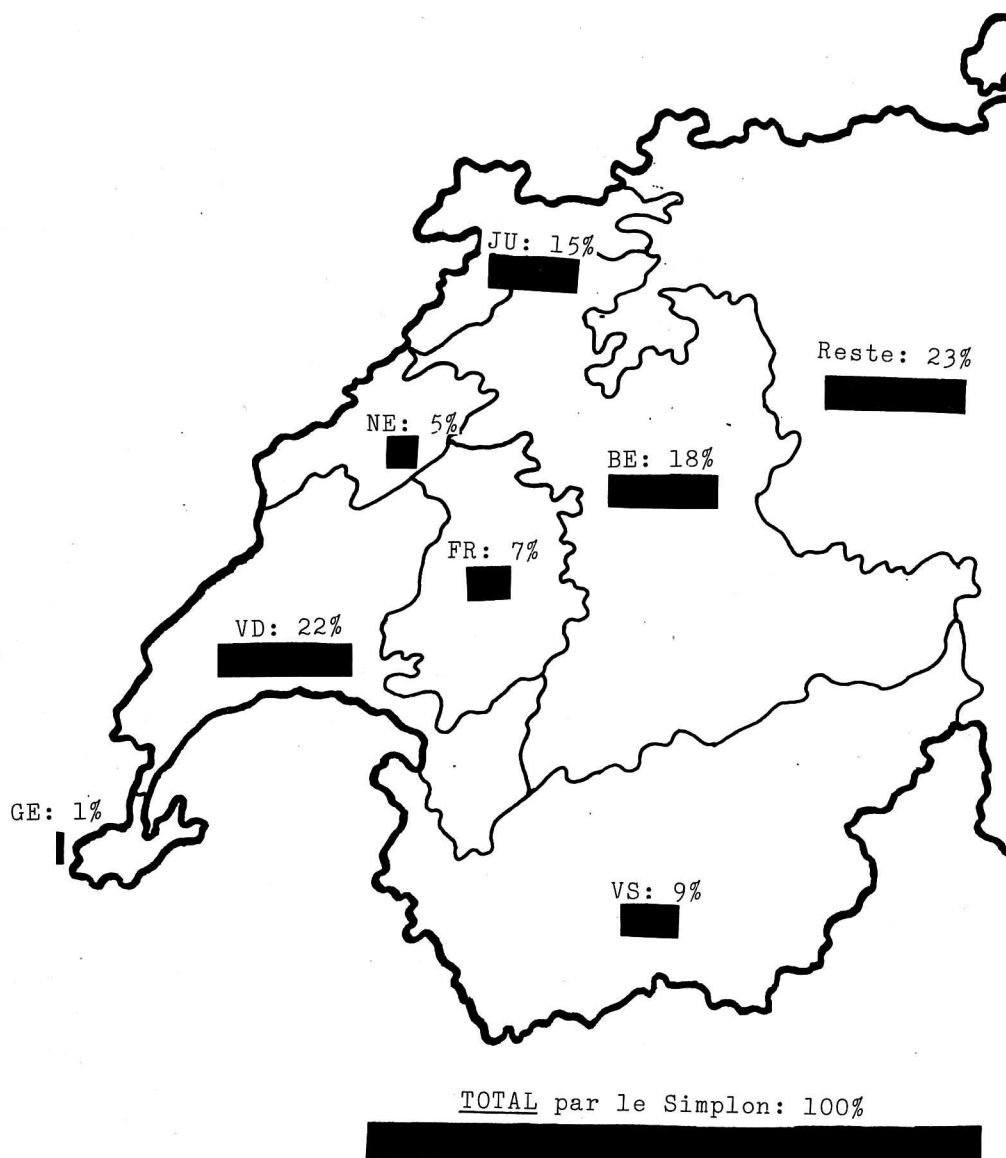 JU: 15%
Reste: 23%
NE: 5%
BE: 18%
FR: 7%
VD: 22%
GE: 1%
VS: 9%
TOTAL par le Simplon: 100%